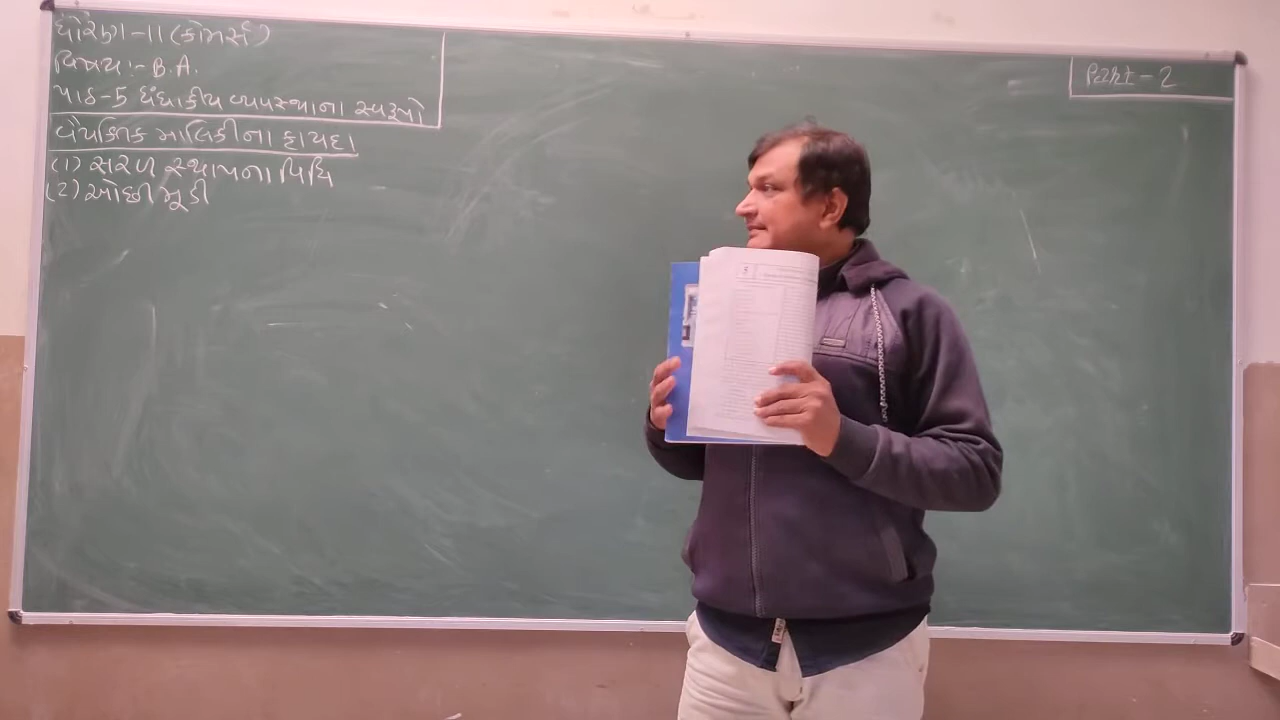 ધોરણ-11 (કોમર્સ)
વિષય:- B.A.
પાઠ-5 ધંધાકીય વ્યવસ્થાના સ્વરૂપો
વૈયક્તિક માલિકીના ફાયદા
(1) સરળ સ્થાપના વિધિ
(2) ઓછી મૂડી
Part-2